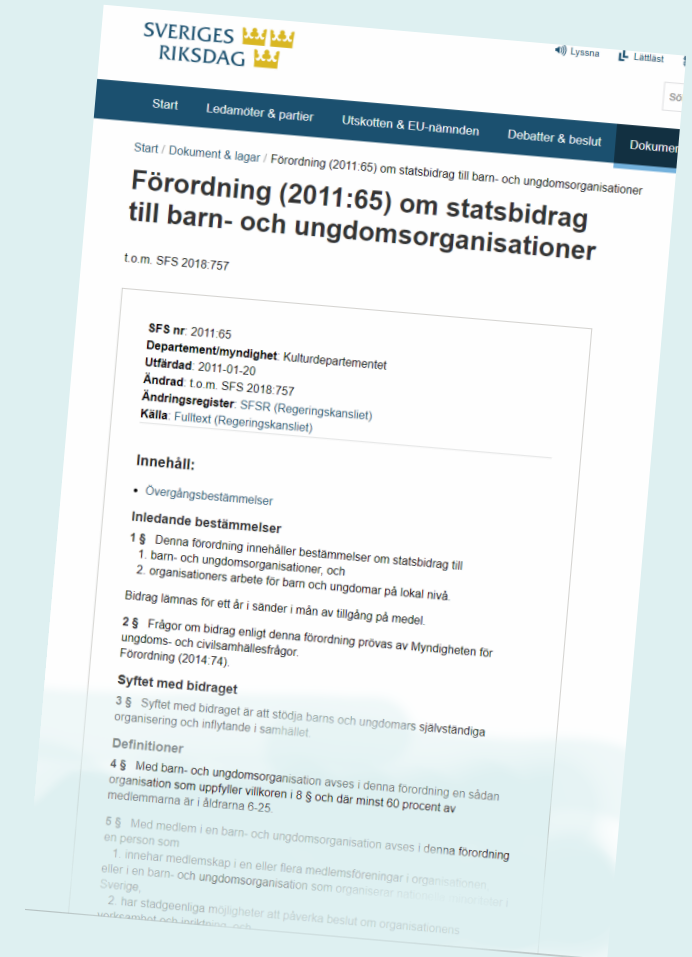 SVERIGES
RIKSDAG
Lyssna
Lättläst
Sö
Start
Ledamöter & partier
Utskotten & EU-nämnden
Debatter & beslut
Dokumen
Start / Dokument & lagar / Förordning (2011:65) om statsbidrag till barn- och ungdomsorganisationer
Förordning (2011:65) om statsbidrag
till barn- och ungdomsorganisationer
t.o.m. SFS 2018:757
SFS nr: 2011:65
Departement/myndighet: Kulturdepartementet
Utfärdad: 2011-01-20
Ändrad: t.o.m. SFS 2018:757
Ändringsregister: SFSR (Regeringskansliet)
Källa: Fulltext (Regeringskansliet)
Innehåll:
• Övergångsbestämmelser
Inledande bestämmelser
1 § Denna förordning innehåller bestämmelser om statsbidrag till
1. barn- och ungdomsorganisationer, och
2. organisationers arbete för barn och ungdomar på lokal nivå.
Bidrag lämnas för ett år i sänder i mån av tillgång på medel.
2 § Frågor om bidrag enligt denna förordning prövas av Myndigheten för
ungdoms- och civilsamhällesfrågor.
Förordning (2014:74).
Syftet med bidraget
3 § Syftet med bidraget är att stödja barns och ungdomars självständiga
organisering och inflytande i samhället.
Definitioner
4 § Med barn- och ungdomsorganisation avses i denna förordning en sådan
organisation som uppfyller villkoren i 8 § och där minst 60 procent av
medlemmarna är i åldrarna 6-25.
5 § Med medlem i en barn- och ungdomsorganisation avses i denna förordning
en person som
1. innehar medlemskap i en eller flera medlemsföreningar i organisationen
eller i en barn- och ungdomsorganisation som organiserar i
Sverige,
2. har stadgeenliga möjligheter att påverka beslut om organisationens
verksamhet och inriktning, och